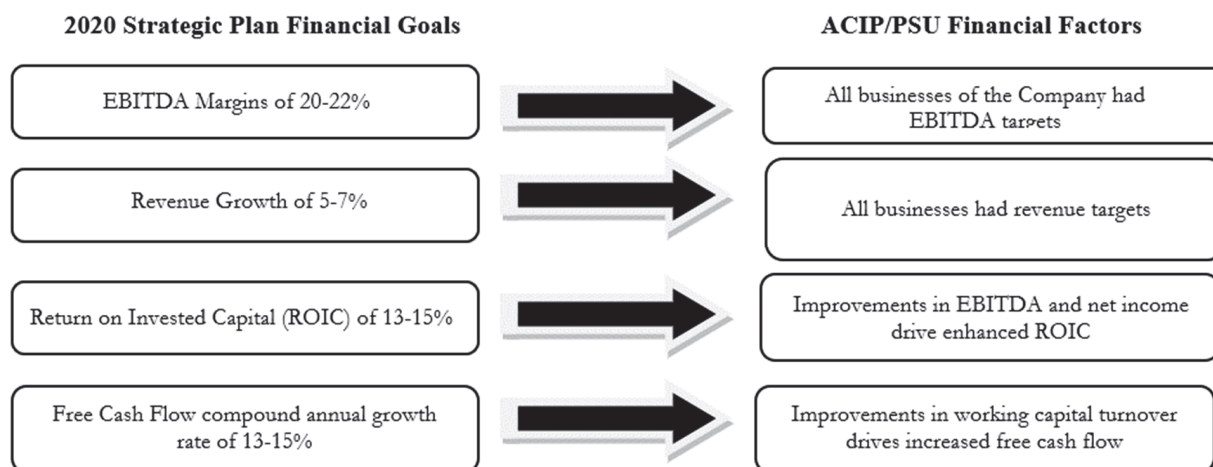 2020 Strategic Plan Financial Goals
ACIP/PSU Financial Factors
EBITDA Margins of 20-22%
All businesses of the Company had
EBITDA targets
Revenue Growth of 5-7%
All businesses had revenue targets
Return on Invested Capital (ROIC) of 13-15%
Improvements in EBITDA and net income
drive enhanced ROIC
Free Cash Flow compound annual growth
rate of 13-15%
Improvements in working capital turnover
drives increased free cash flow